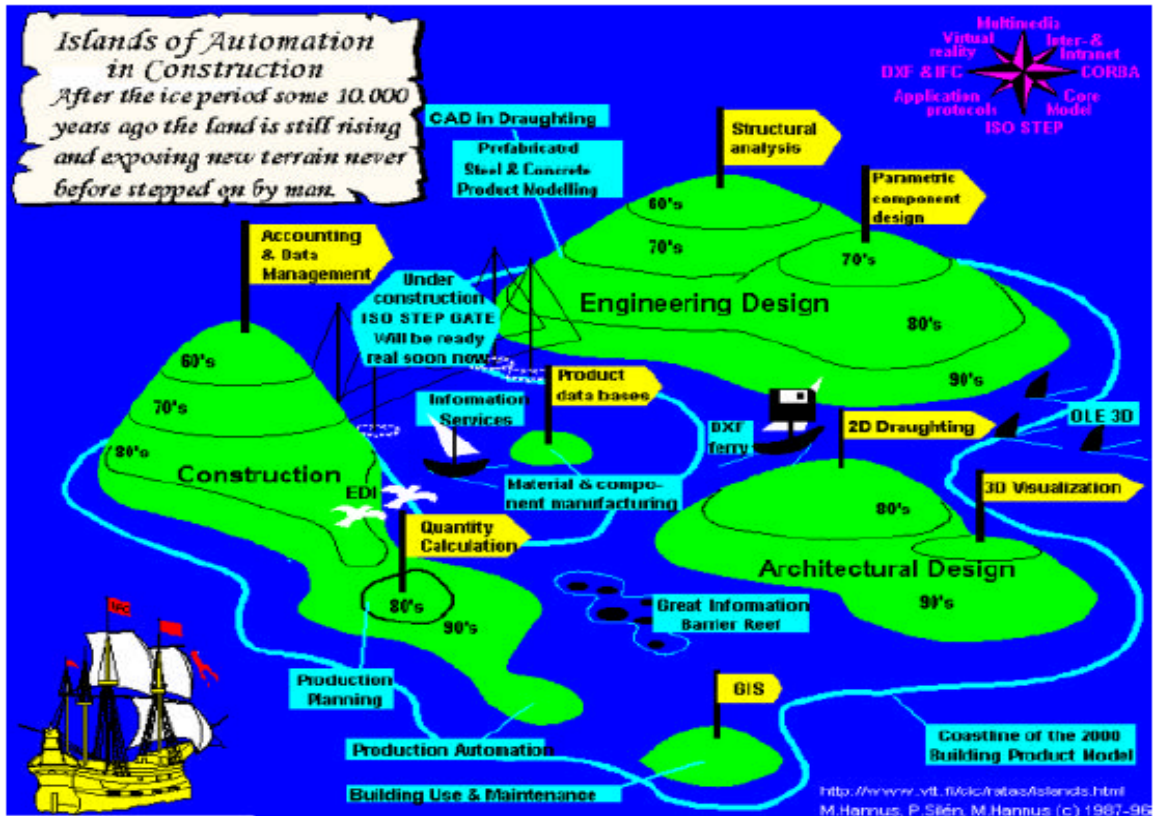 Islands of Automation
in Construction
After the ice period some 10.000
years ago the land is still rising
and exposing new terrain never
before stepped on by man.
Multimedia
Virtual
reality
Inter- &
Intranet
DXF & IFC
CORBA
Application
protocols
Core
Model
ISO STEP
CAD in Draughting
Prefabricated
Steel & Concrete
Product Modelling
Structural
analysis
Parametric
component
design
60's
70's
70's
Engineering Design
80's
90's
Accounting
& Data
Management
Under
construction
ISO STEP GATE
Will be ready
real soon now
60's
70's
80's
Construction
EDI
Information
Services
Product
data bases
Material & compo-
nent manufacturing
DXF
ferry
OLE 3D
2D Draughting
3D Visualization
80's
Architectural Design
90's
Quantity
Calculation
80's
90's
Great Information
Barrier Reef
IFC
Production
Planning
GIS
Production Automation
Building Use & Maintenance
Coastline of the 2000
Building Product Model
http://www.vtt.fi/cic/ratas/islands.html
M.Hannus, P.Silén, M.Hannus (c) 1987-96